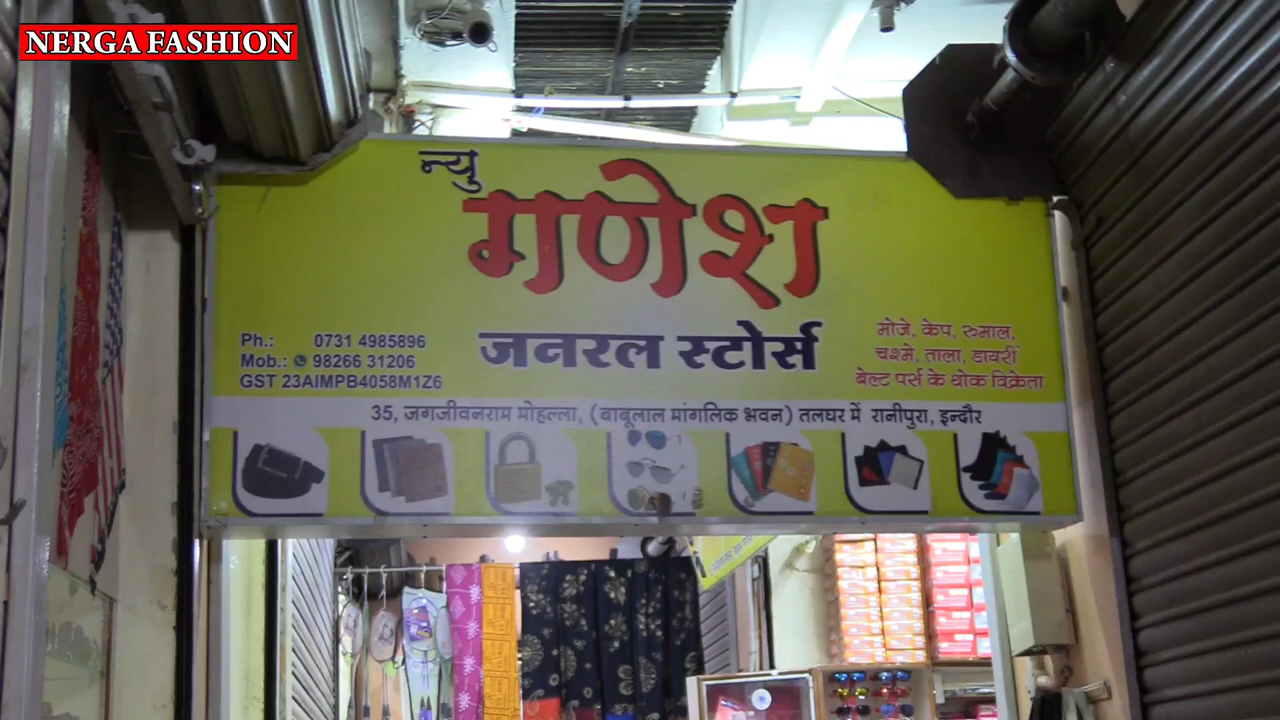 NERGA FASHION
न्यु
गणेश
जनरल स्टोर्स
Ph.: 0731 4985896
Mob.: 98266 31206
GST 23AIMPB4058M1Z6
मोजे, केप, रुमाल,
चश्मे, ताला, डायरी
बेल्ट पर्स के थोक विक्रेता
35, जगजीवनराम मोहल्ला, (बाबूलाल मांगलिक भवन) तलघर में रानीपुरा, इन्दौर